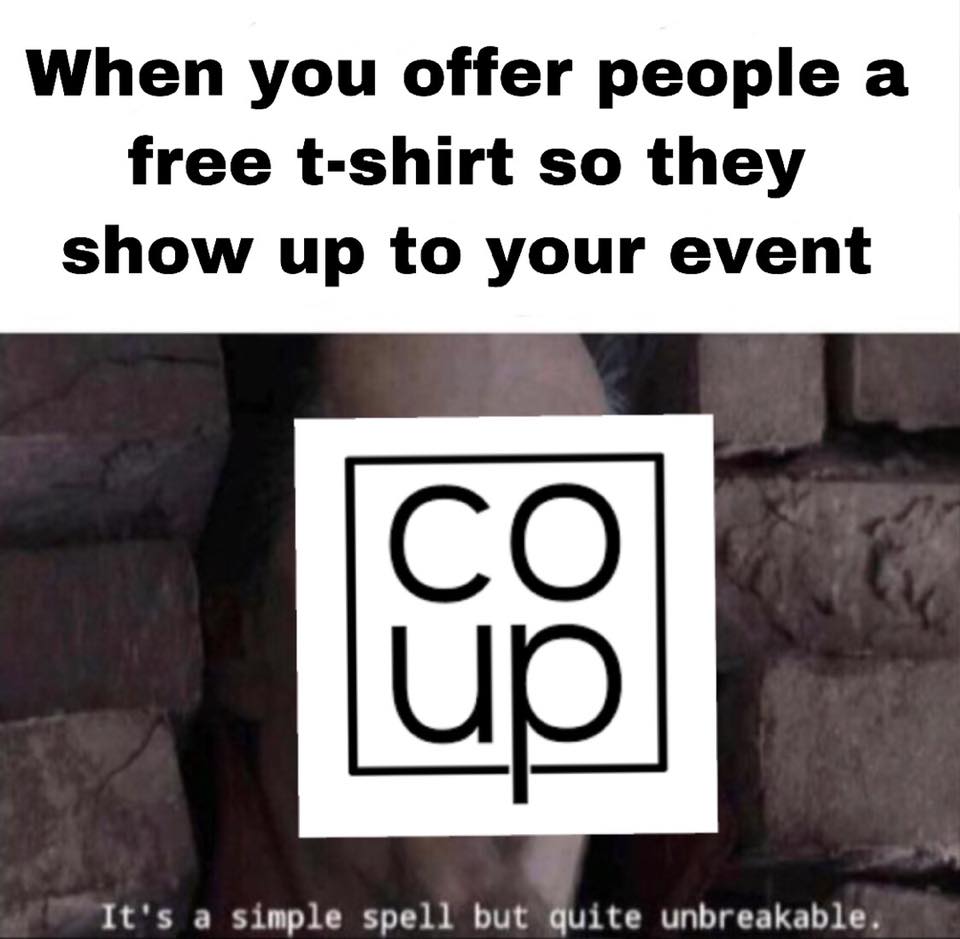 When you offer people a
free t-shirt so they
show up to your event
co
up
It's a simple spell but quite unbreakable.